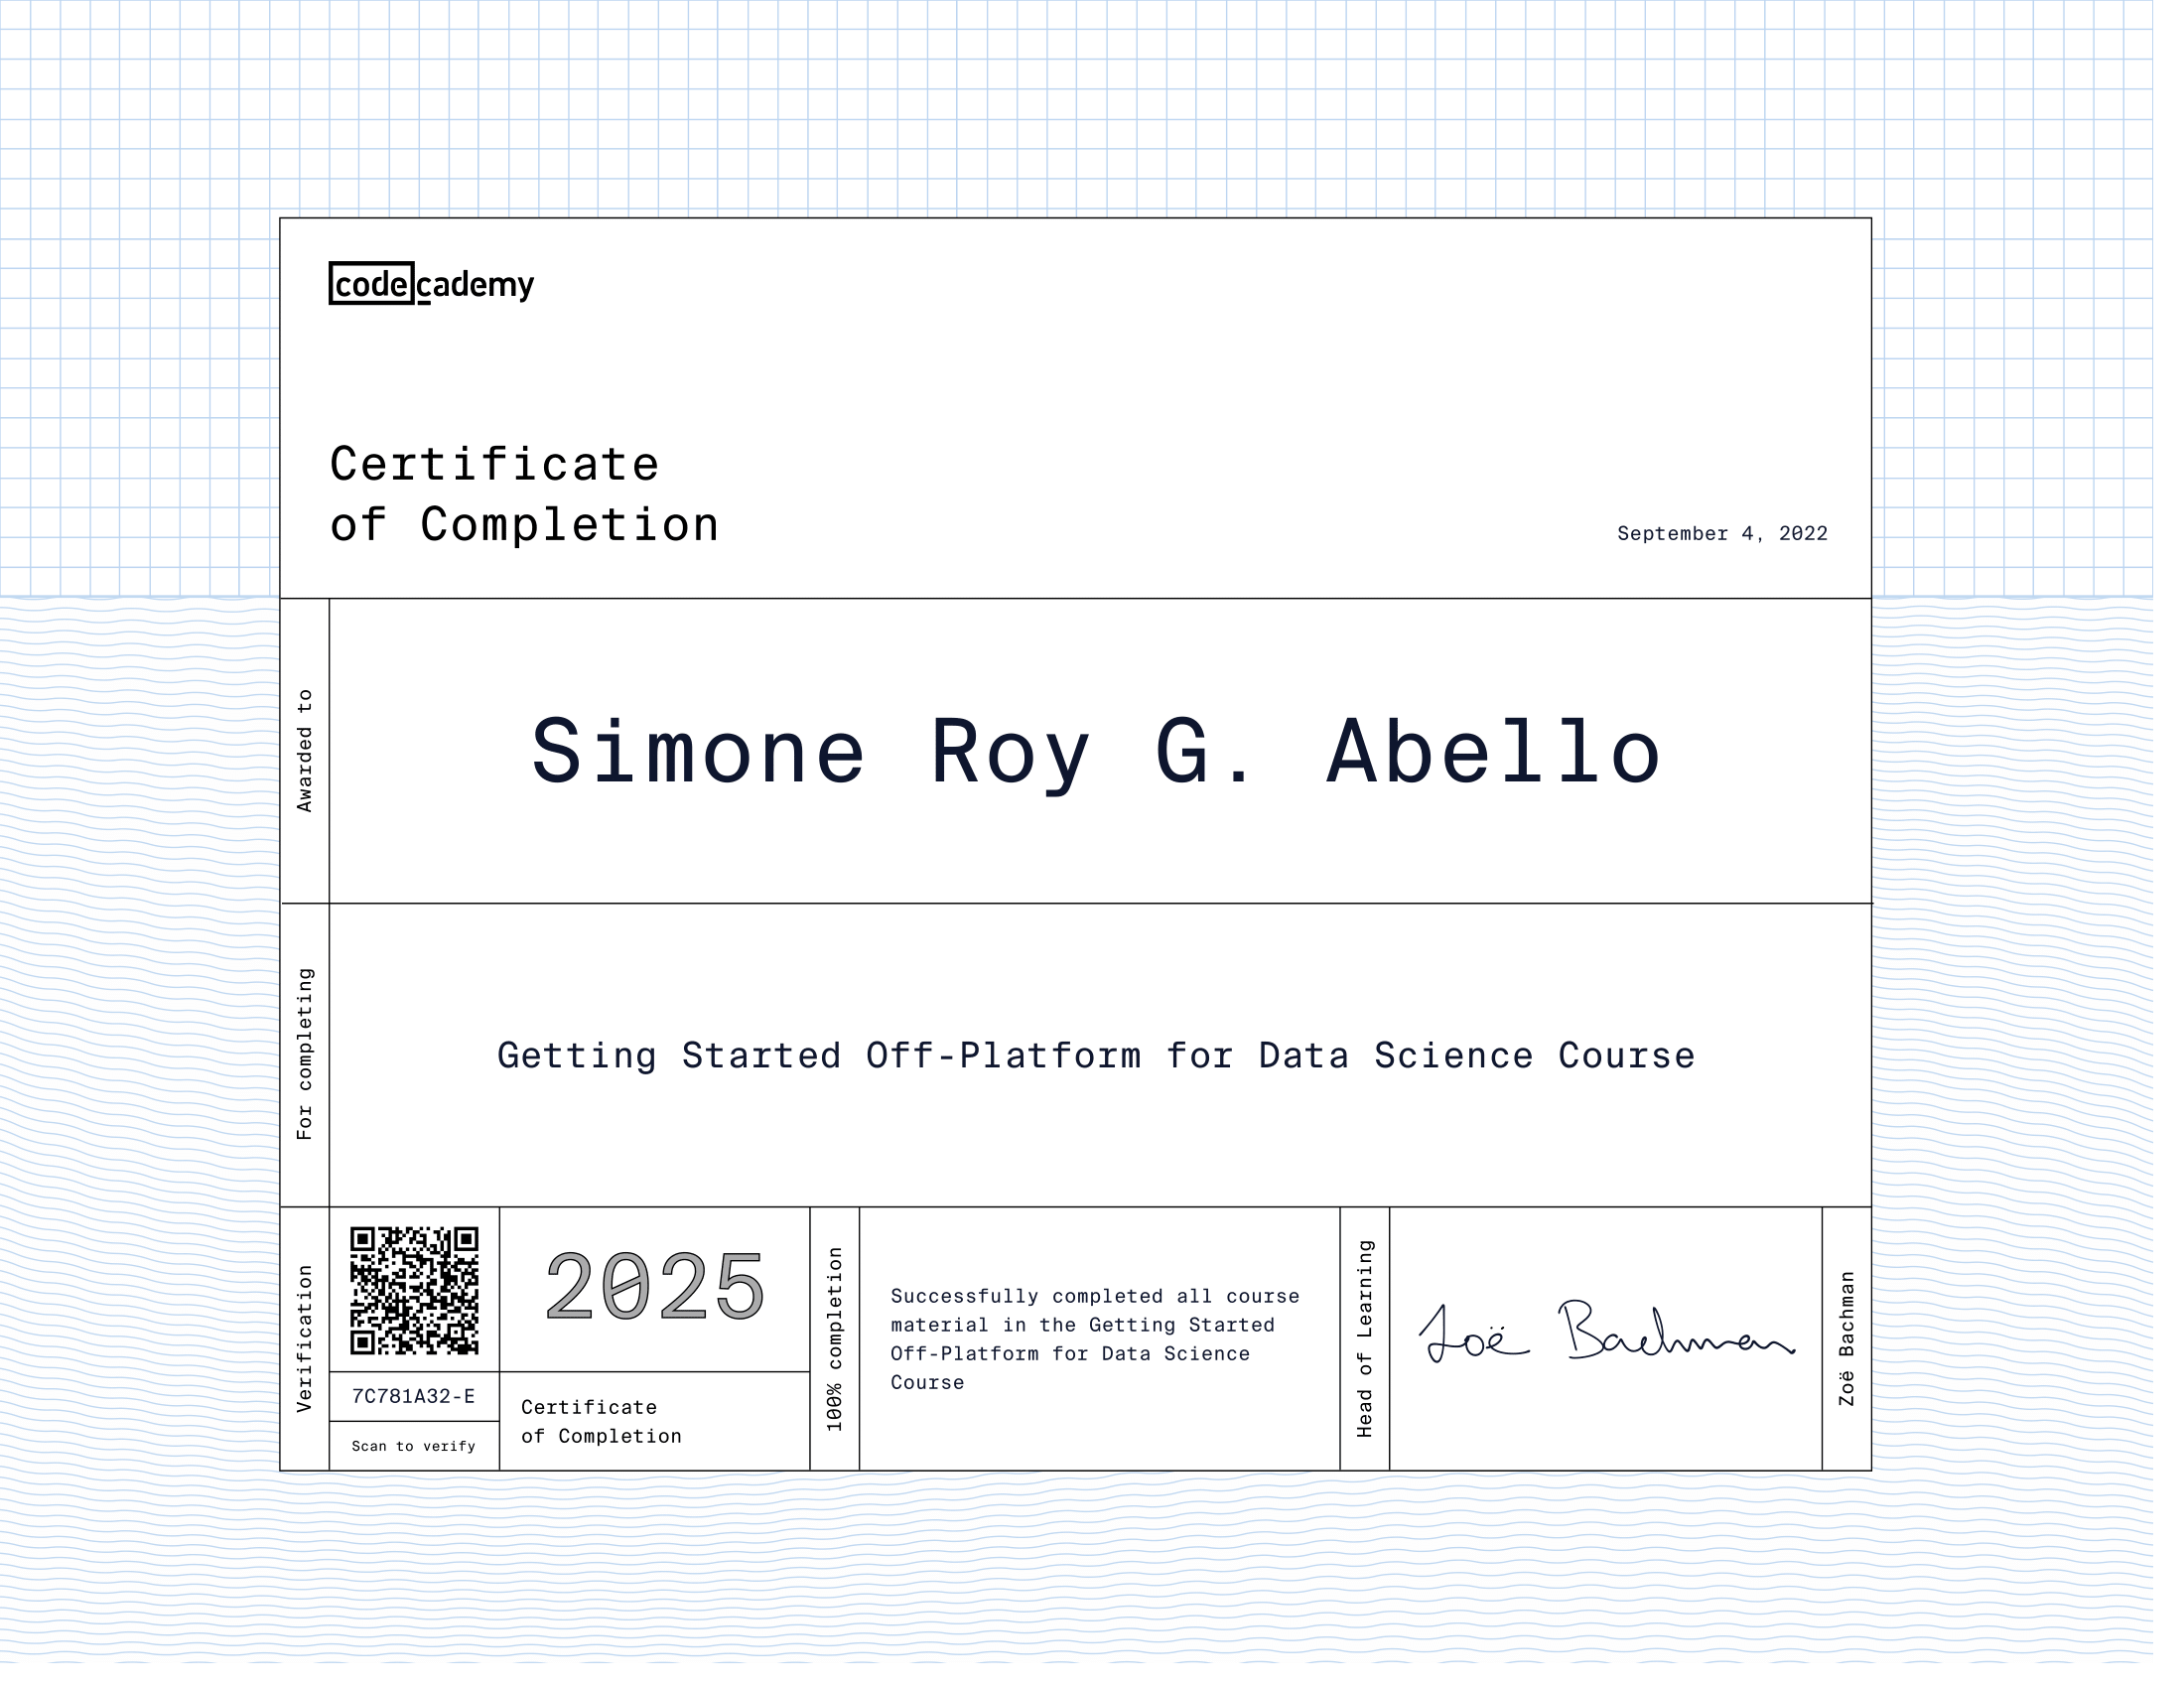 codecademy
Certificate
of Completion
September 4, 2022
Awarded to
Simone Roy G. Abello
For completing
Getting Started Off-Platform for Data Science Course
Verification
7C781A32-E
Scan to verify
2025
Certificate
of Completion
100% completion
Successfully completed all course
material in the Getting Started
Off-Platform for Data Science
Course
Head of Learning
Zoë Bachman
Zoë Bachman